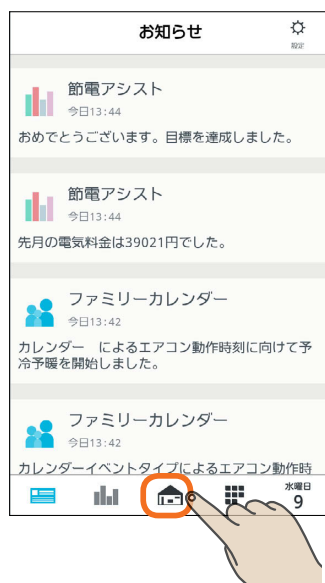 お知らせ
設定
節電アシスト
今日13:44
おめでとうございます。目標を達成しました。
節電アシスト
今日13:44
先月の電気料金は39021円でした。
ファミリーカレンダー
今日13:42
カレンダー　によるエアコン動作時刻に向けて予
冷予暖を開始しました。
ファミリーカレンダー
今日13:42
カレンダーイベントタイプによるエアコン動作時
水曜日
9